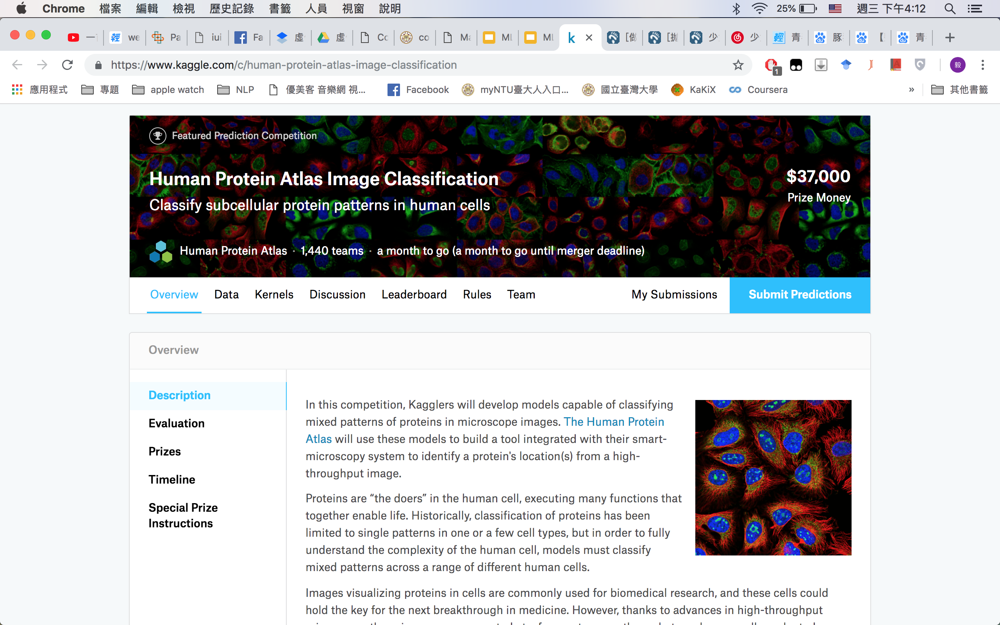 Chrome 檔案 編輯 檢視 歷史記錄 書籤 人員 視窗 說明 25% 週三 下午4:12
we Pa iui Fa 虛 虛 Co co Ma ML ML k [做 [拋 少 少 青 豚 【 青
https://www.kaggle.com/c/human-protein-atlas-image-classification 1 毅
應用程式 專題 apple watch NLP 優美客 音樂網 視... Facebook myNTU臺大人入口... 國立臺灣大學 KaKiX Coursera » 其他書籤
Featured Prediction Competition
Human Protein Atlas Image Classification
Classify subcellular protein patterns in human cells
$37,000
Prize Money
Human Protein Atlas · 1,440 teams · a month to go (a month to go until merger deadline)
Overview Data Kernels Discussion Leaderboard Rules Team My Submissions Submit Predictions
Overview
Description
Evaluation
Prizes
Timeline
Special Prize
Instructions
In this competition, Kagglers will develop models capable of classifying
mixed patterns of proteins in microscope images. The Human Protein
Atlas will use these models to build a tool integrated with their smart-
microscopy system to identify a protein's location(s) from a high-
throughput image.
Proteins are “the doers” in the human cell, executing many functions that
together enable life. Historically, classification of proteins has been
limited to single patterns in one or a few cell types, but in order to fully
understand the complexity of the human cell, models must classify
mixed patterns across a range of different human cells.
Images visualizing proteins in cells are commonly used for biomedical research, and these cells could
hold the key for the next breakthrough in medicine. However, thanks to advances in high-throughput